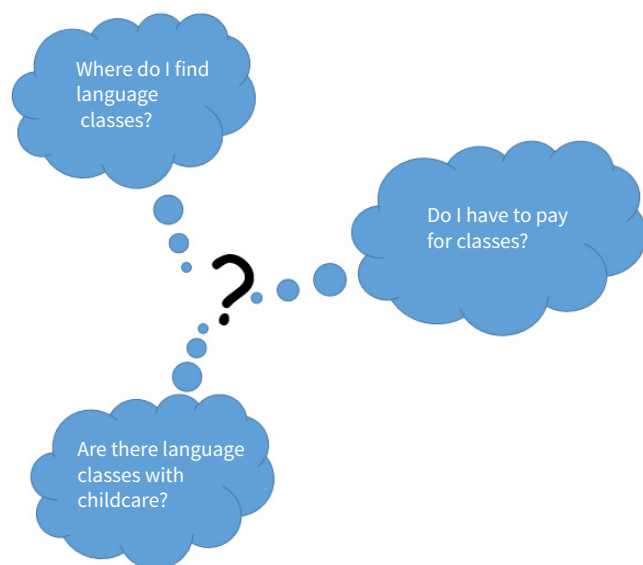 Where do I find
language
classes?
Do I have to pay
for classes?
?
Are there language
classes with
childcare?